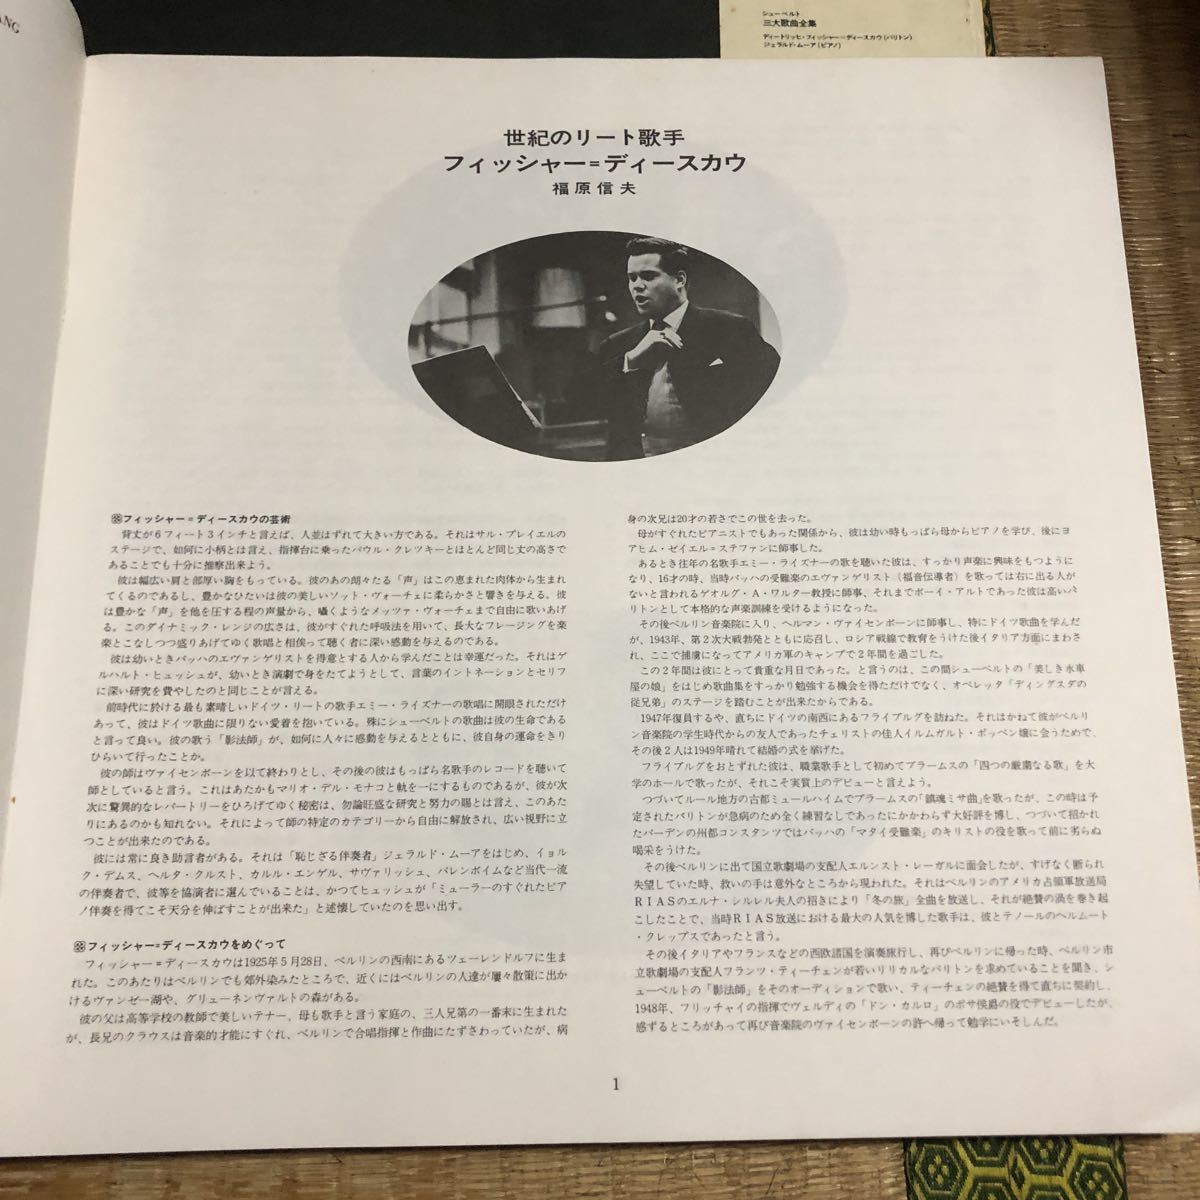 ANG
シューベルト
三大歌曲全集
ディートリッヒ・フィッシャー=ディースカウ(バリトン)
ジェラルド・ムーア(ピアノ)
世紀のリート歌手
フィッシャー=ディースカウ
福原信夫
フィッシャー=ディースカウの芸術
背丈が6フィート3インチと言えば、人並はずれて大きい方である。それはサル・プレイエルの
ステージで、如何に小柄とは言え、指揮台に乗ったパウル・クレツキーとほとんど同じ丈の高さで
あることでも十分に推察出来よう。
彼は幅広い肩と部厚い胸をもっている。彼のあの朗々たる「声」はこの恵まれた肉体から生まれ
てくるのであるし、豊かなひたいは彼の美しいソット・ヴォーチェに柔らかさと響きを与える。彼
は豊かな「声」を他を圧する程の声量から、囁くようなメッツァ・ヴォーチェまで自由に歌いあげ
る。このダイナミック・レンジの広さは、彼がすぐれた呼吸法を用いて、長大なフレージングを楽
楽とこなしつつ盛りあげてゆく歌唱と相俟って聴く者に深い感動を与えるのである。
彼は幼いときバッハのエヴァンゲリストを得意とする人から学んだことは幸運だった。それはゲ
ルハルト・ヒュッシュが、幼いとき演劇で身をたてようとして、言葉のイントネーションとセリフ
に深い研究を費やしたのと同じことが言える。
前時代に於ける最も素晴しいドイツ・リートの歌手エミー・ライズナーの歌唱に開眼されただけ
あって、彼はドイツ歌曲に限りない愛着を抱いている。殊にシューベルトの歌曲は彼の生命である
と言って良い。彼の歌う「影法師」が、如何に人々に感動を与えるとともに、彼自身の運命をきり
ひらいて行ったことか。
彼の師はヴァイセンボーンを以て終わりとし、その後の彼はもっぱら名歌手のレコードを聴いて
師としていると言う。これはあたかもマリオ・デル・モナコと軌を一にするものであるが、彼が次
次に驚異的なレパートリーをひろげてゆく秘密は、勿論旺盛な研究と努力の賜とは言え、このあた
りにあるのかも知れない。それによって師の特定のカテゴリーから自由に解放され、広い視野に立
つことが出来たのである。
彼には常に良き助言者がある。それは「恥じざる伴奏者」ジェラルド・ムーアをはじめ、イョル
ク・デムス、ヘルタ・クルスト、カルル・エンゲル、サヴァリッシュ、バレンボイムなど当代一流
の伴奏者で、彼等を協演者に選んでいることは、かつてヒュッシュが「ミューラーのすぐれたピア
ノ伴奏を得てこそ天分を伸ばすことが出来た」と述懐していたのを思い出す。
フィッシャー=ディースカウをめぐって
フィッシャー=ディースカウは1925年5月28日、ベルリンの西南にあるツェーレンドルフに生ま
れた。このあたりはベルリンでも郊外染みたところで、近くにはベルリンの人達が屢々散策に出か
けるヴァンゼー湖や、グリューネンヴァルトの森がある。
彼の父は高等学校の教師で美しいテナー、母も歌手と言う家庭の、三人兄第の一番末に生まれた
が、長兄のクラウスは音楽的才能にすぐれ、ベルリンで合唱指揮と作曲にたずさわっていたが、病
身の次兄は20才の若さでこの世を去った。
母がすぐれたピアニストでもあった関係から、彼は幼い時もっぱら母からピアノを学び、後にヨ
アヒム・ゼイエル=ステファンに師事した。
あるとき往年の名歌手エミー・ライズナーの歌を聴いた彼は、すっかり声楽に興味をもつように
なり、16才の時、当時バッハの受難楽のエヴァンゲリスト(福音伝導者)を歌っては右に出る人が
ないと言われるゲオルグ・A・ワルター教授に師事、それまでボーイ・アルトであった彼は高いバ
リトンとして本格的な声楽訓練を受けるようになった。
その後ベルリン音楽院に入り、ヘルマン・ヴァイセンボーンに師事し、特にドイツ歌曲を学んだ
が、1943年、第2次大戦勃発とともに応召し、ロシア戦線で教育をうけた後イタリア方面にまわさ
れ、ここで捕虜になってアメリカ軍のキャンプで2年間を過ごした。
この2年間は彼にとって貴重な月日であった。と言うのは、この間シューベルトの「美しき水車
屋の娘」をはじめ歌曲集をすっかり勉強する機会を得ただけでなく、オペレッタ「ディングスダの
従兄弟」のステージを踏むことが出来たからである。
1947年復員するや、直ちにドイツの南西にあるフライブルグを訪ねた。それはかねて彼がベルリ
ン音楽院の学生時代からの友人であったチェリストの佳人イルムガルト・ポッペン嬢に会うためで、
その後2人は1949年晴れて結婚の式を挙げた。
フライブルグをおとずれた彼は、職業歌手として初めてブラームスの「四つの厳粛なる歌」を大
学のホールで歌ったが、それこそ実質上のデビューと言えよう。
つづいてルール地方の古都ミュールハイムでブラームスの「鎮魂ミサ曲」を歌ったが、この時は予
定されたバリトンが急病のため全く練習なしであったにかかわらず大好評を博し、つづいて招かれ
たバーデンの州都コンスタンツではバッハの「マタイ受難楽」のキリストの役を歌って前に劣らぬ
喝采をうけた。
その後ベルリンに出て国立歌劇場の支配人エルンスト・レーガルに面会したが、すげなく断られ
失望していた時、救いの手は意外なところから現われた。それはベルリンのアメリカ占領軍放送局
RIASのエルナ・シルレル夫人の招きにより「冬の旅」全曲を放送し、それが絶賛の渦を巻き起
こしたことで、当時RIAS放送における最大の人気を博した歌手は、彼とテノールのヘルムート
・クレップスであったと言う。
その後イタリアやフランスなどの西欧諸国を演奏旅行し、再びベルリンに帰った時、ベルリン市
立歌劇場の支配人フランツ・ティーチェンが若いリリカルなバリトンを求めていることを聞き、シ
ューベルトの「影法師」をそのオーディションで歌い、ティーチェンの絶賛を得て直ちに契約し、
1948年、フリッチャイの指揮でヴェルディの「ドン・カルロ」のポサ侯爵の役でデビューしたが、
感ずるところがあって再び音楽院のヴァイセンボーンの許へ帰って勉学にいそしんだ。
1